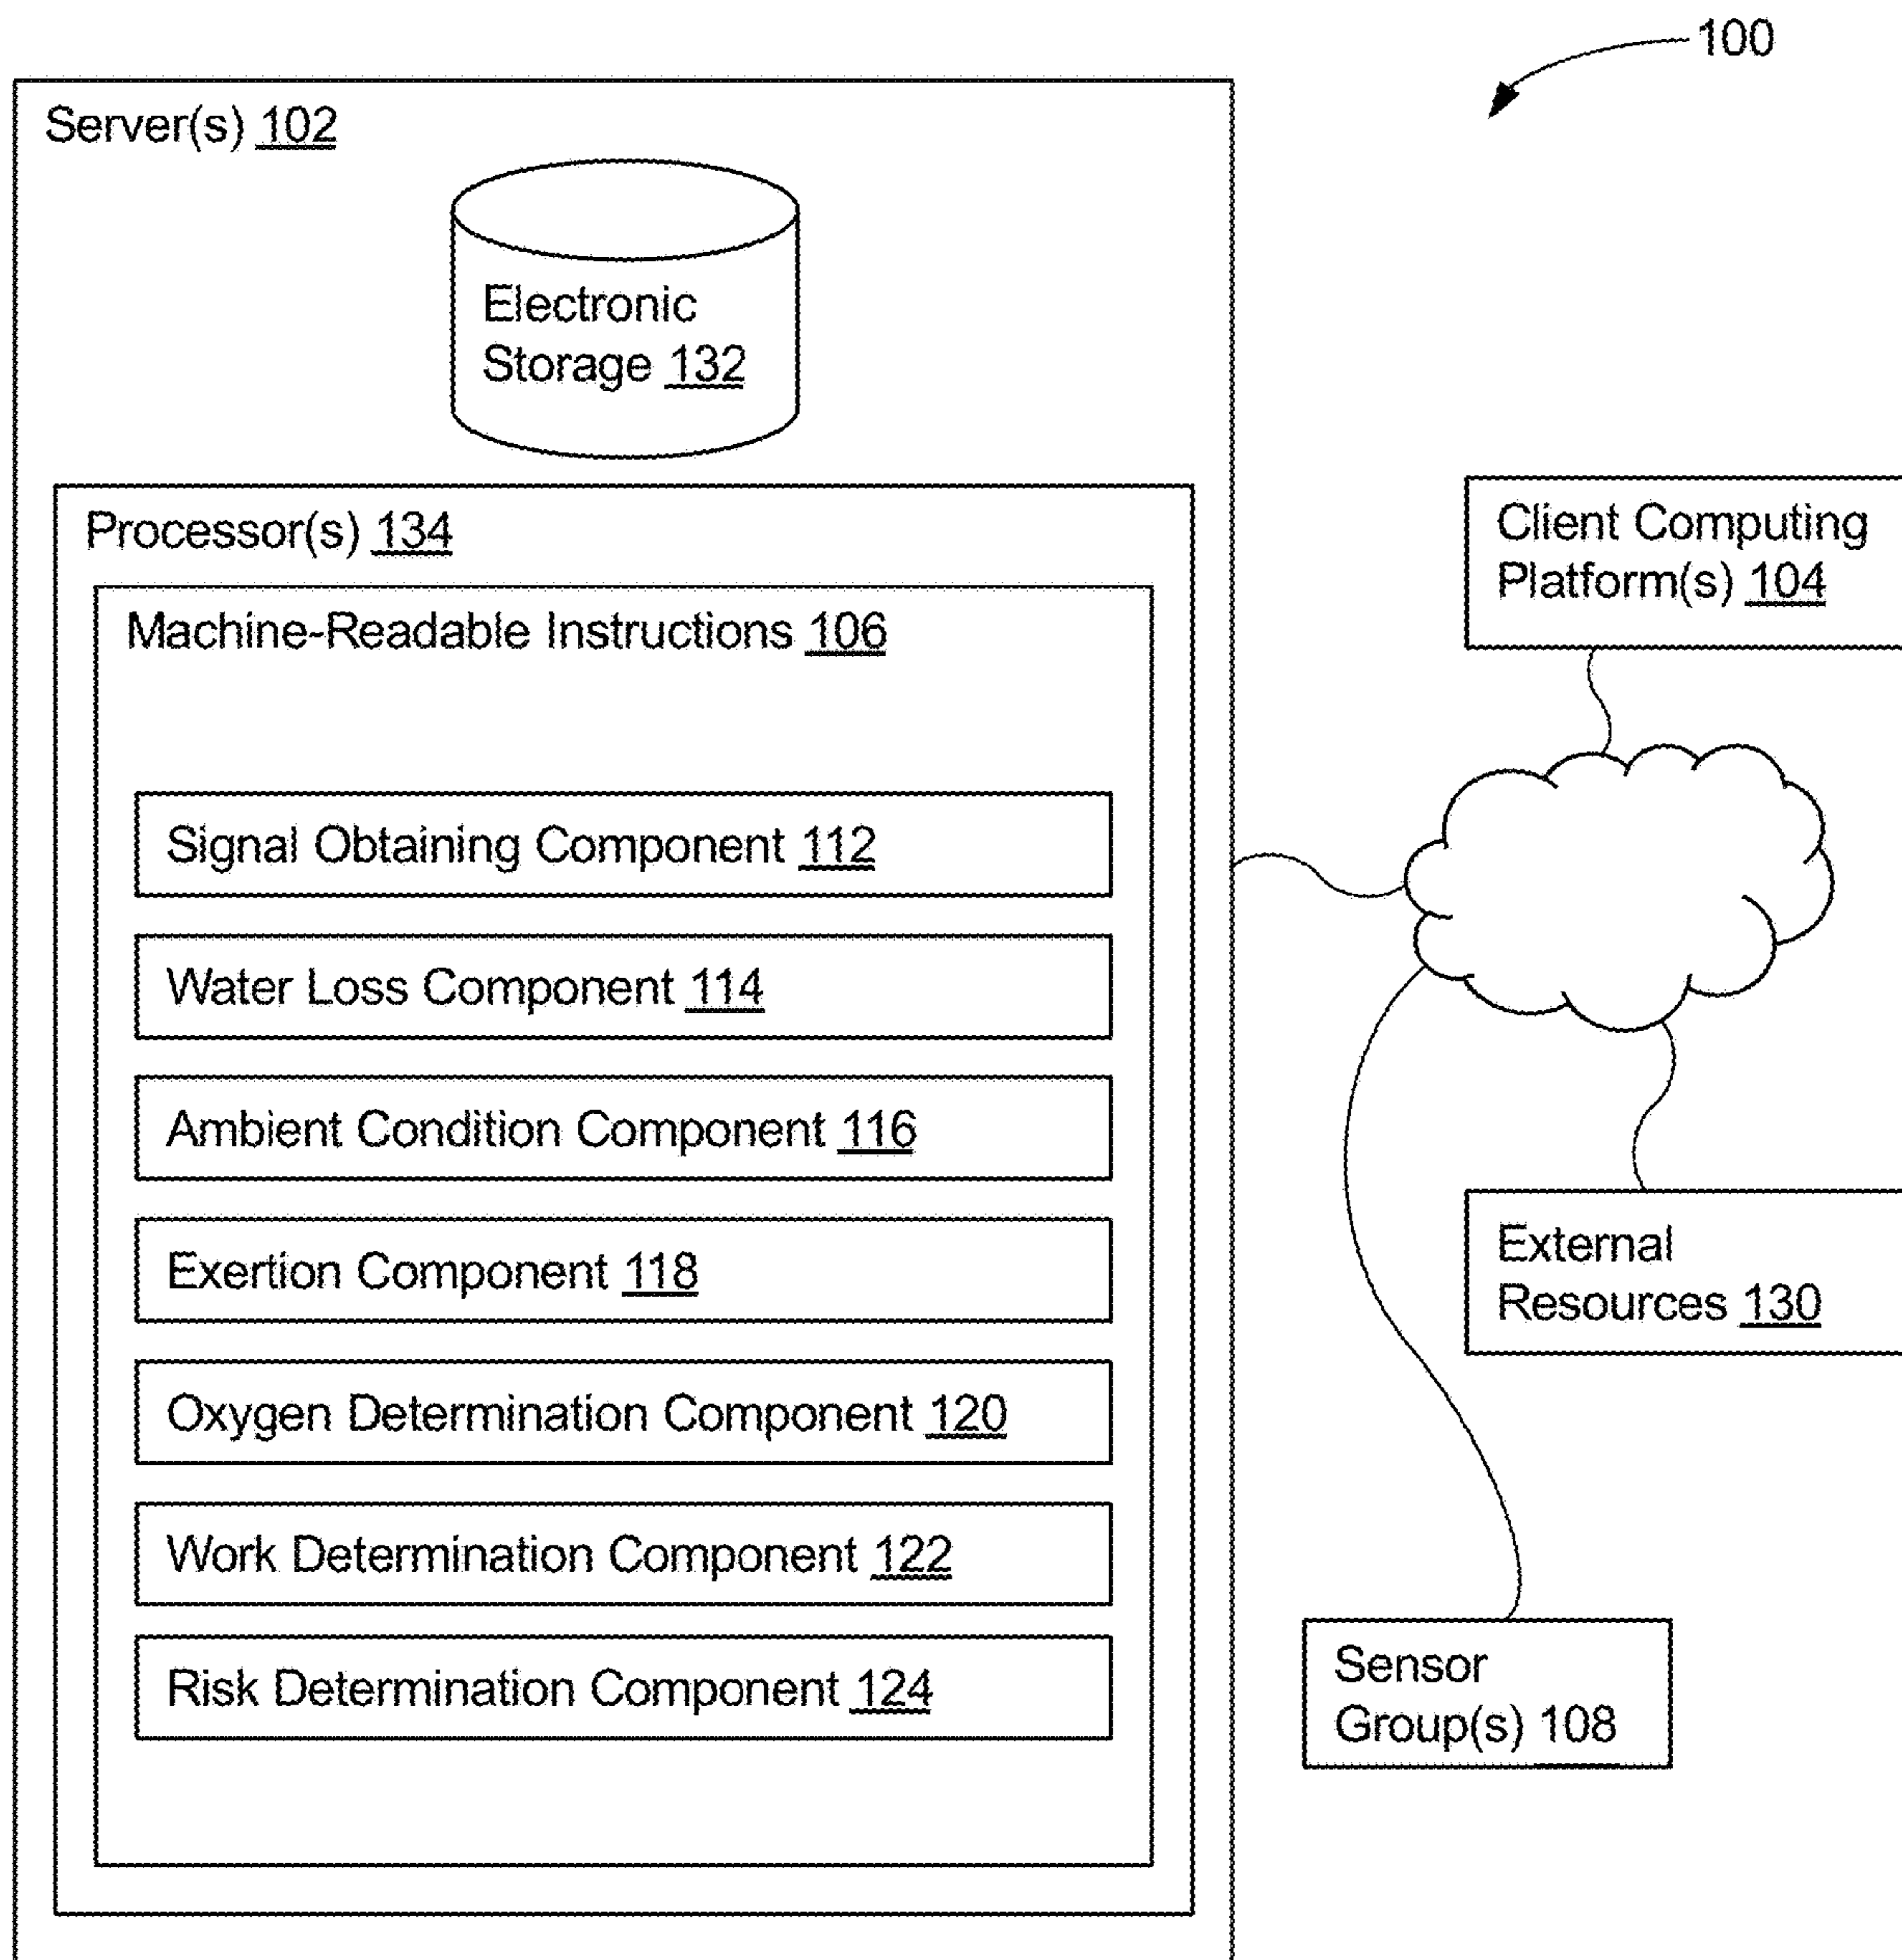 100
Server(s) 102
Electronic
Storage 132
Processor(s) 134
Machine-Readable Instructions 106
Signal Obtaining Component 112
Water Loss Component 114
Ambient Condition Component 116
Exertion Component 118
Oxygen Determination Component 120
Work Determination Component 122
Risk Determination Component 124
Client Computing
Platform(s) 104
External
Resources 130
Sensor
Group(s) 108